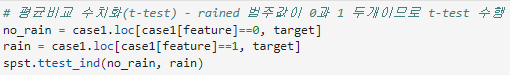 # 평균비교 수치화(t-test) - rained 범주값이 0과 1 두개이므로 t-test 수행
no_rain = case1.loc[case1[feature]==0, target]
rain = case1.loc[case1[feature]==1, target]
spst.ttest_ind(no_rain, rain)